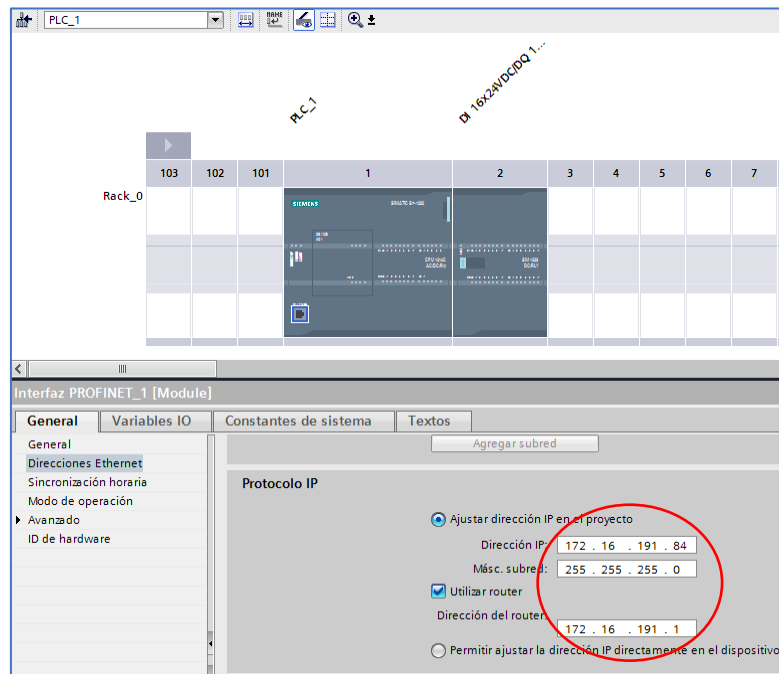 PLC_1
NAME
PLC_1
DI 16x24VDC/DQ 1...
103 102 101 1 2 3 4 5 6 7
Rack_0
SIEMENS
Interfaz PROFINET_1 [Module]
General Variables IO Constantes de sistema Textos
General
Direcciones Ethernet
Sincronización horaria
Modo de operación
Avanzado
ID de hardware
Agregar subred
Protocolo IP
Ajustar dirección IP en el proyecto
Dirección IP: 172 . 16 . 191 . 84
Másc. subred: 255 . 255 . 255 . 0
Utilizar router
Dirección del router:
172 . 16 . 191 . 1
Permitir ajustar la dirección IP directamente en el dispositivo